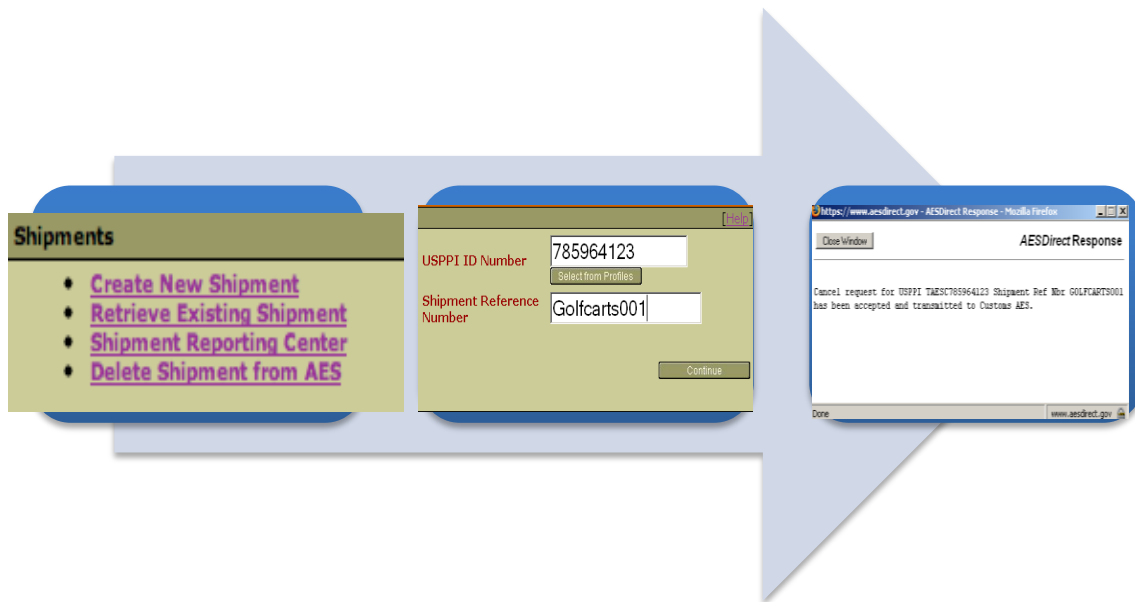 Shipments
• Create New Shipment
• Retrieve Existing Shipment
• Shipment Reporting Center
• Delete Shipment from AES
[Help]
USPPI ID Number
785964123
Select from Profiles
Shipment Reference
Number
Golfcarts001
Continue
https://www.aesdirect.gov - AESDirect Response - Mozilla Firefox
Close Window
AESDirect Response
Cancel request for USPPI TAESC785964123 Shipment Ref Nbr GOLFCARTS001
has been accepted and transmitted to Customs AES.
Done
www.aesdirect.gov